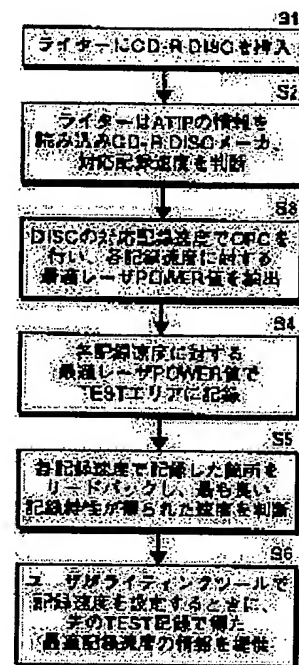 S1
ライターにCD-R DISCを挿入
S2
ライターはATIPの情報を
読み込みCD-R DISCメーカ、
対応記録速度を判断
S3
DISCの対応記録速度でOPCを
行い、各記録速度に対する
最適レーザPOWER値を抽出
S4
各記録速度に対する
最適レーザPOWER値で
TESTエリアに記録
S5
各記録速度で記録した箇所を
リードバックし、最も良い
記録特性が得られた速度を判断
S6
ユーザがライティングツールで
記録速度を設定するときに、
先のTEST記録で得た
最適記録速度の情報を提供